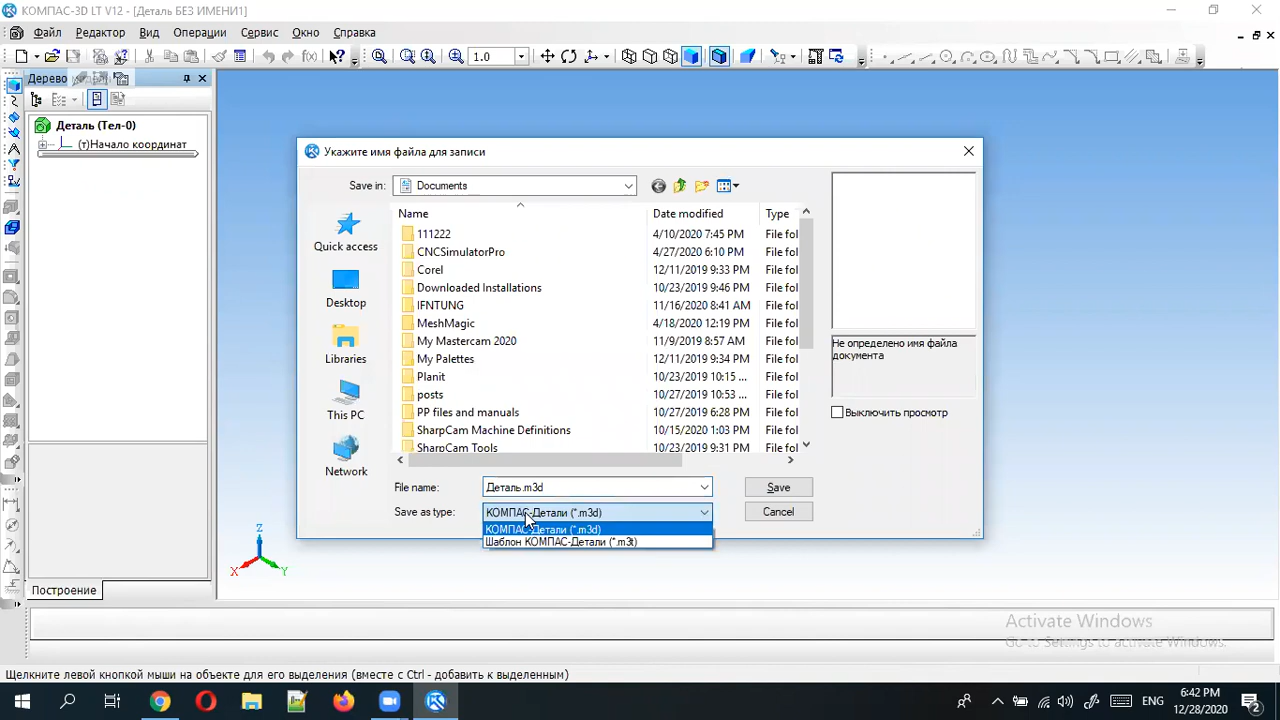 КОМПАС-3D LT V12 - [Деталь БЕЗ ИМЕНИ1]
Файл Редактор Вид Операции Сервис Окно Справка
1.0
Дерево
Деталь (Тел-0)
(т)Начало координат
Укажите имя файла для записи
Save in: Documents
Name Date modified Type
111222 4/10/2020 7:45 PM File fol
CNCSimulatorPro 4/27/2020 6:10 PM File fol
Corel 12/11/2019 9:33 PM File fol
Downloaded Installations 10/23/2019 9:46 PM File fol
IFNTUNG 11/16/2020 8:41 AM File fol
MeshMagic 4/18/2020 12:19 PM File fol
My Mastercam 2020 11/9/2019 8:57 AM File fol
My Palettes 12/11/2019 9:34 PM File fol
Planit 10/23/2019 10:15 ... File fol
posts 10/27/2019 10:53 ... File fol
PP files and manuals 10/27/2019 6:28 PM File fol
SharpCam Machine Definitions 10/15/2020 1:03 PM File fol
SharpCam Tools 10/23/2019 9:47 PM File fol
Quick access
Desktop
Libraries
This PC
Network
Не определено имя файла
документа
Выключить просмотр
File name: Деталь.m3d Save
Save as type: КОМПАС-Детали (*.m3d) Cancel
КОМПАС-Детали (*.m3d)
Шаблон КОМПАС-Детали (*.m3t)
Z
X
Y
Построение
Activate Windows
Go to Settings to activate Windows.
Щелкните левой кнопкой мыши на объекте для его выделения (вместе с Ctrl - добавить к выделенным)
ENG
6:42 PM
12/28/2020
2